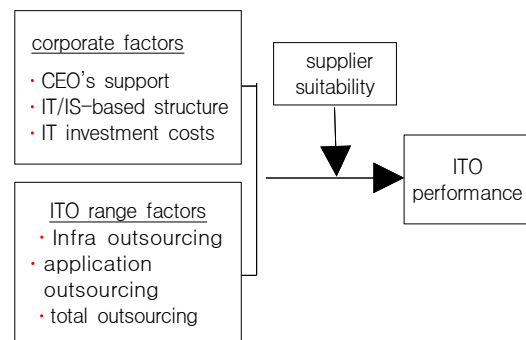 corporate factors
· CEO's support
· IT/IS-based structure
· IT investment costs
supplier
suitability
ITO
performance
ITO range factors
· Infra outsourcing
· application
outsourcing
· total outsourcing